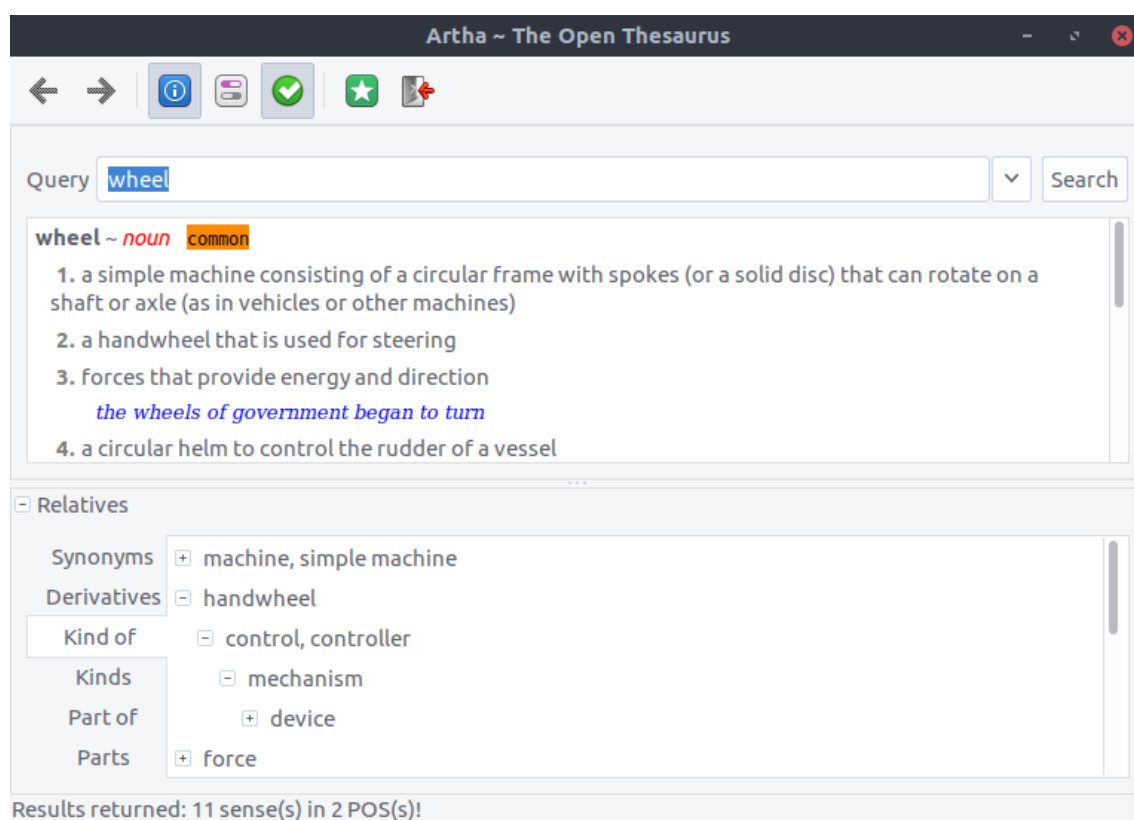 Artha ~ The Open Thesaurus
Query wheel Search
wheel ~ noun common
1. a simple machine consisting of a circular frame with spokes (or a solid disc) that can rotate on a
shaft or axle (as in vehicles or other machines)
2. a handwheel that is used for steering
3. forces that provide energy and direction
the wheels of government began to turn
4. a circular helm to control the rudder of a vessel
Relatives
Synonyms
Derivatives
Kind of
Kinds
Part of
Parts
machine, simple machine
handwheel
control, controller
mechanism
device
force
Results returned: 11 sense(s) in 2 POS(s)!